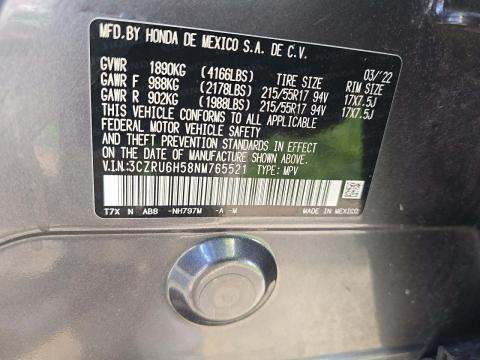 MFD.BY HONDA DE MEXICO S.A. DE C.V.
03/22
GVWR 1890KG (4166LBS) TIRE SIZE RIM SIZE
GAWR F 988KG (2178LBS) 215/55R17 94V 17X7.5J
GAWR R 902KG (1988LBS) 215/55R17 94V 17X7.5J
THIS VEHICLE CONFORMS TO ALL APPLICABLE
FEDERAL MOTOR VEHICLE SAFETY
AND THEFT PREVENTION STANDARDS
IN EFFECT ON THE DATE OF MANUFACTURE SHOWN ABOVE.
V.I.N.:3CZRU6H58NM765521 TYPE: MPV
T7X N AB8 -NH797M -A -M MADE IN MEXICO